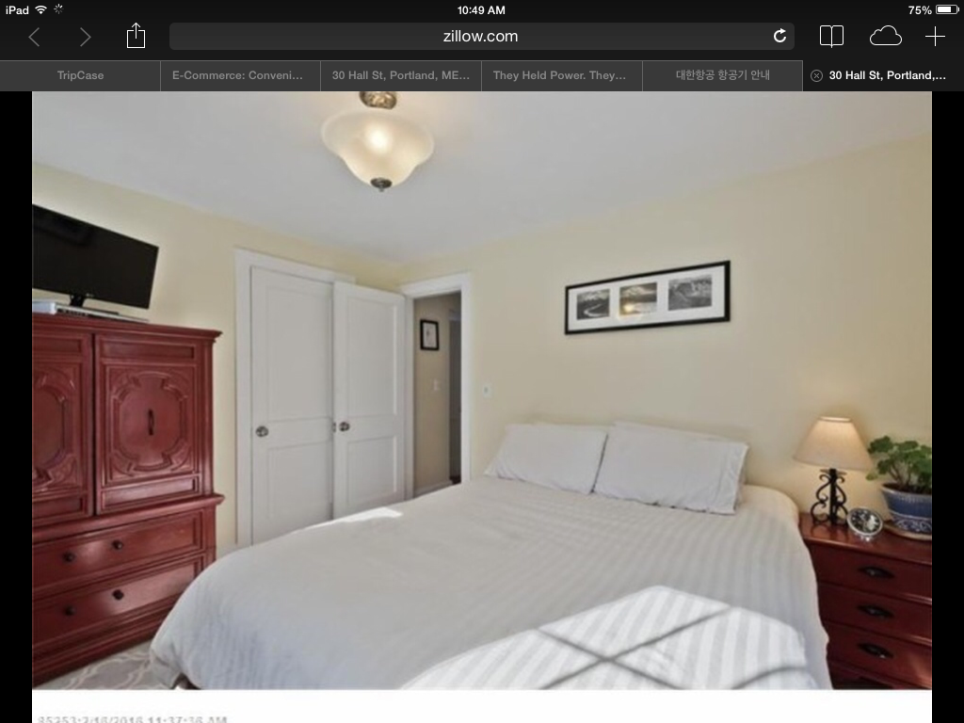 iPad
10:49 AM
75%
zillow.com
TripCase
E-Commerce: Conveni...
30 Hall St, Portland, ME...
They Held Power. They...
대한항공 항공기 안내
30 Hall St, Portland,...